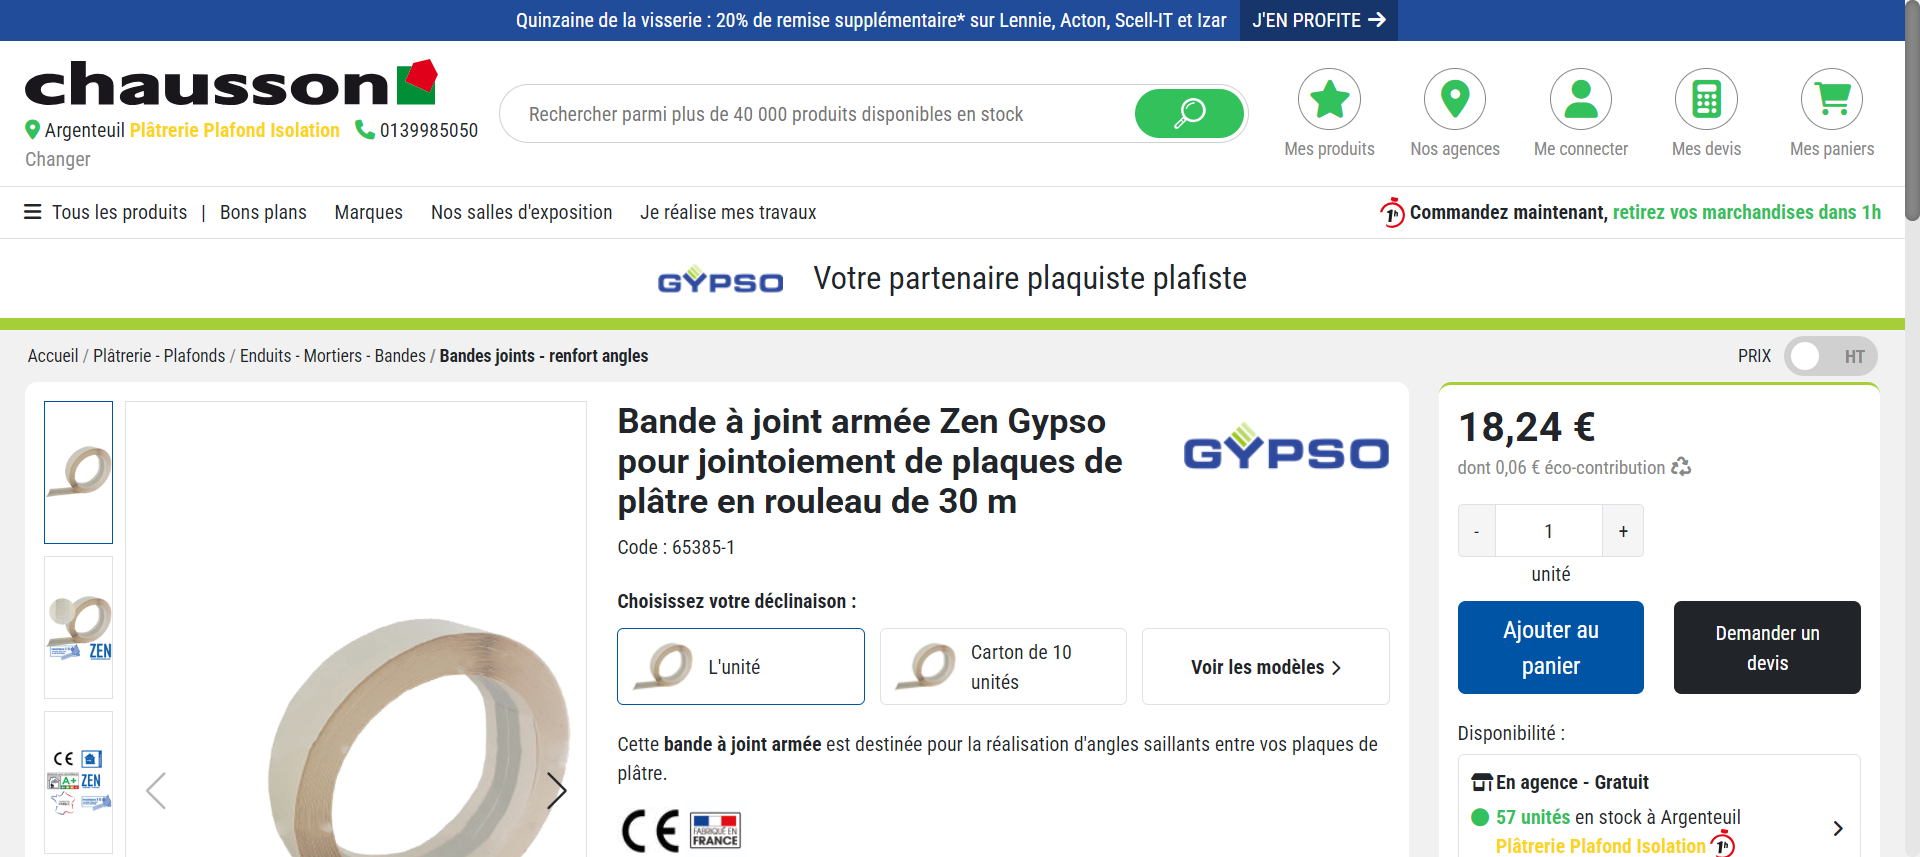 Quinzaine de la visserie : 20% de remise supplémentaire* sur Lennie, Acton, Scell-IT et Izar J'EN PROFITE
chausson
Argenteuil Plâtrerie Plafond Isolation 0139985050
Changer
Rechercher parmi plus de 40 000 produits disponibles en stock
Mes produits
Nos agences
Me connecter
Mes devis
Mes paniers
Tous les produits | Bons plans Marques Nos salles d'exposition Je réalise mes travaux
1h Commandez maintenant, retirez vos marchandises dans 1h
GYPSO Votre partenaire plaquiste plafiste
Accueil / Plâtrerie - Plafonds / Enduits - Mortiers - Bandes / Bandes joints - renfort angles
PRIX HT
ZEN
CE
A+ ZEN
Bande à joint armée Zen Gypso
pour jointoiement de plaques de
plâtre en rouleau de 30 m
GYPSO
Code : 65385-1
Choisissez votre déclinaison :
L'unité
Carton de 10
unités
Voir les modèles
Cette bande à joint armée est destinée pour la réalisation d'angles saillants entre vos plaques de
plâtre.
CE
FABRIQUÉ EN
FRANCE
18,24 €
dont 0,06 € éco-contribution
- 1 +
unité
Ajouter au
panier
Demander un
devis
Disponibilité :
En agence - Gratuit
57 unités en stock à Argenteuil
Plâtrerie Plafond Isolation 1h